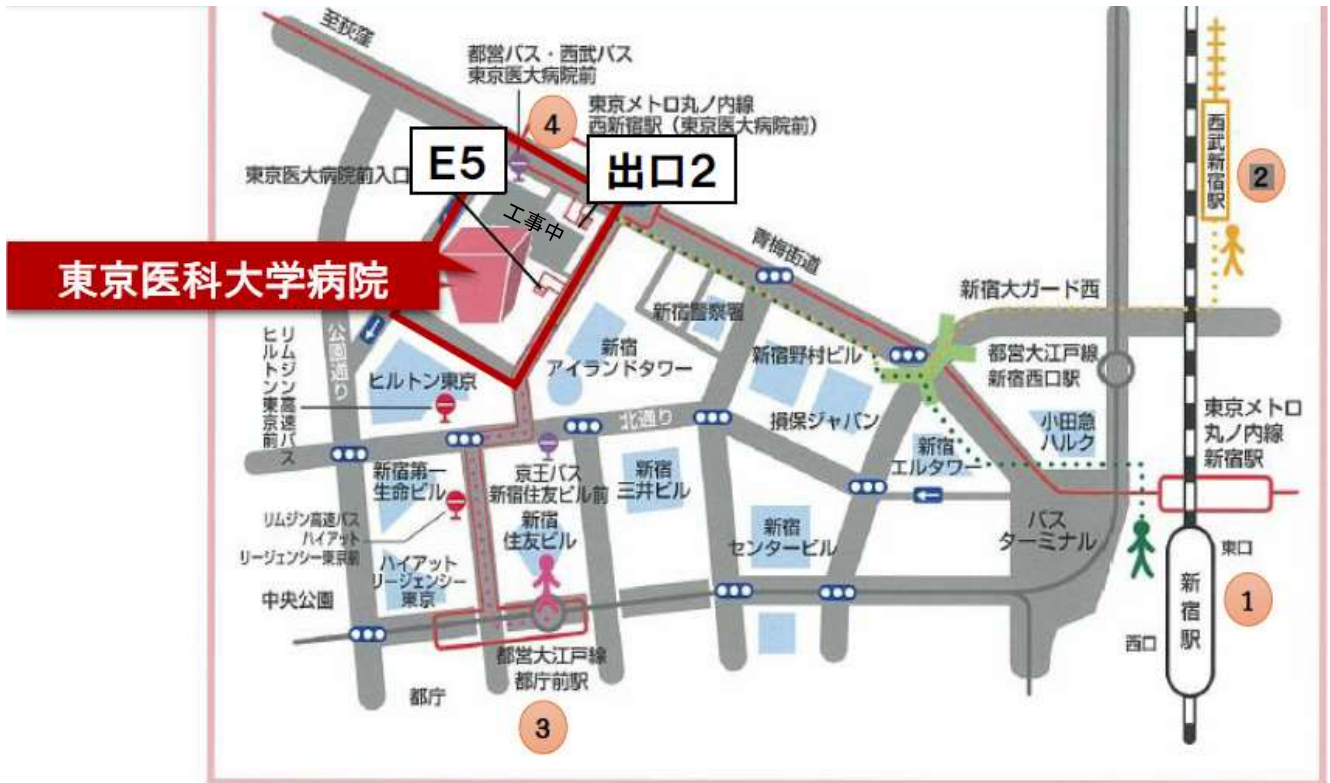 至荻窪
都営バス・西武バス
東京医大病院前
4
東京メトロ丸ノ内線
西新宿駅（東京医大病院前）
東京医大病院前入口
E5
出口2
工事中
西武新宿駅
2
青梅街道
東京医科大学病院
新宿大ガード西
新宿警察署
新宿
アイランドタワー
新宿野村ビル
都営大江戸線
新宿西口駅
公園通り
リムジン高速バス
ヒルトン東京前
ヒルトン東京
損保ジャパン
小田急
ハルク
東京メトロ
丸ノ内線
新宿駅
北通り
新宿
エルタワー
新宿第一
生命ビル
京王バス
新宿住友ビル前
新宿
三井ビル
リムジン高速バス
ハイアット
リージェンシー東京前
新宿
住友ビル
新宿
センタービル
バス
ターミナル
東口
ハイアット
リージェンシー
東京
中央公園
新宿駅
1
西口
都営大江戸線
都庁前駅
都庁
3